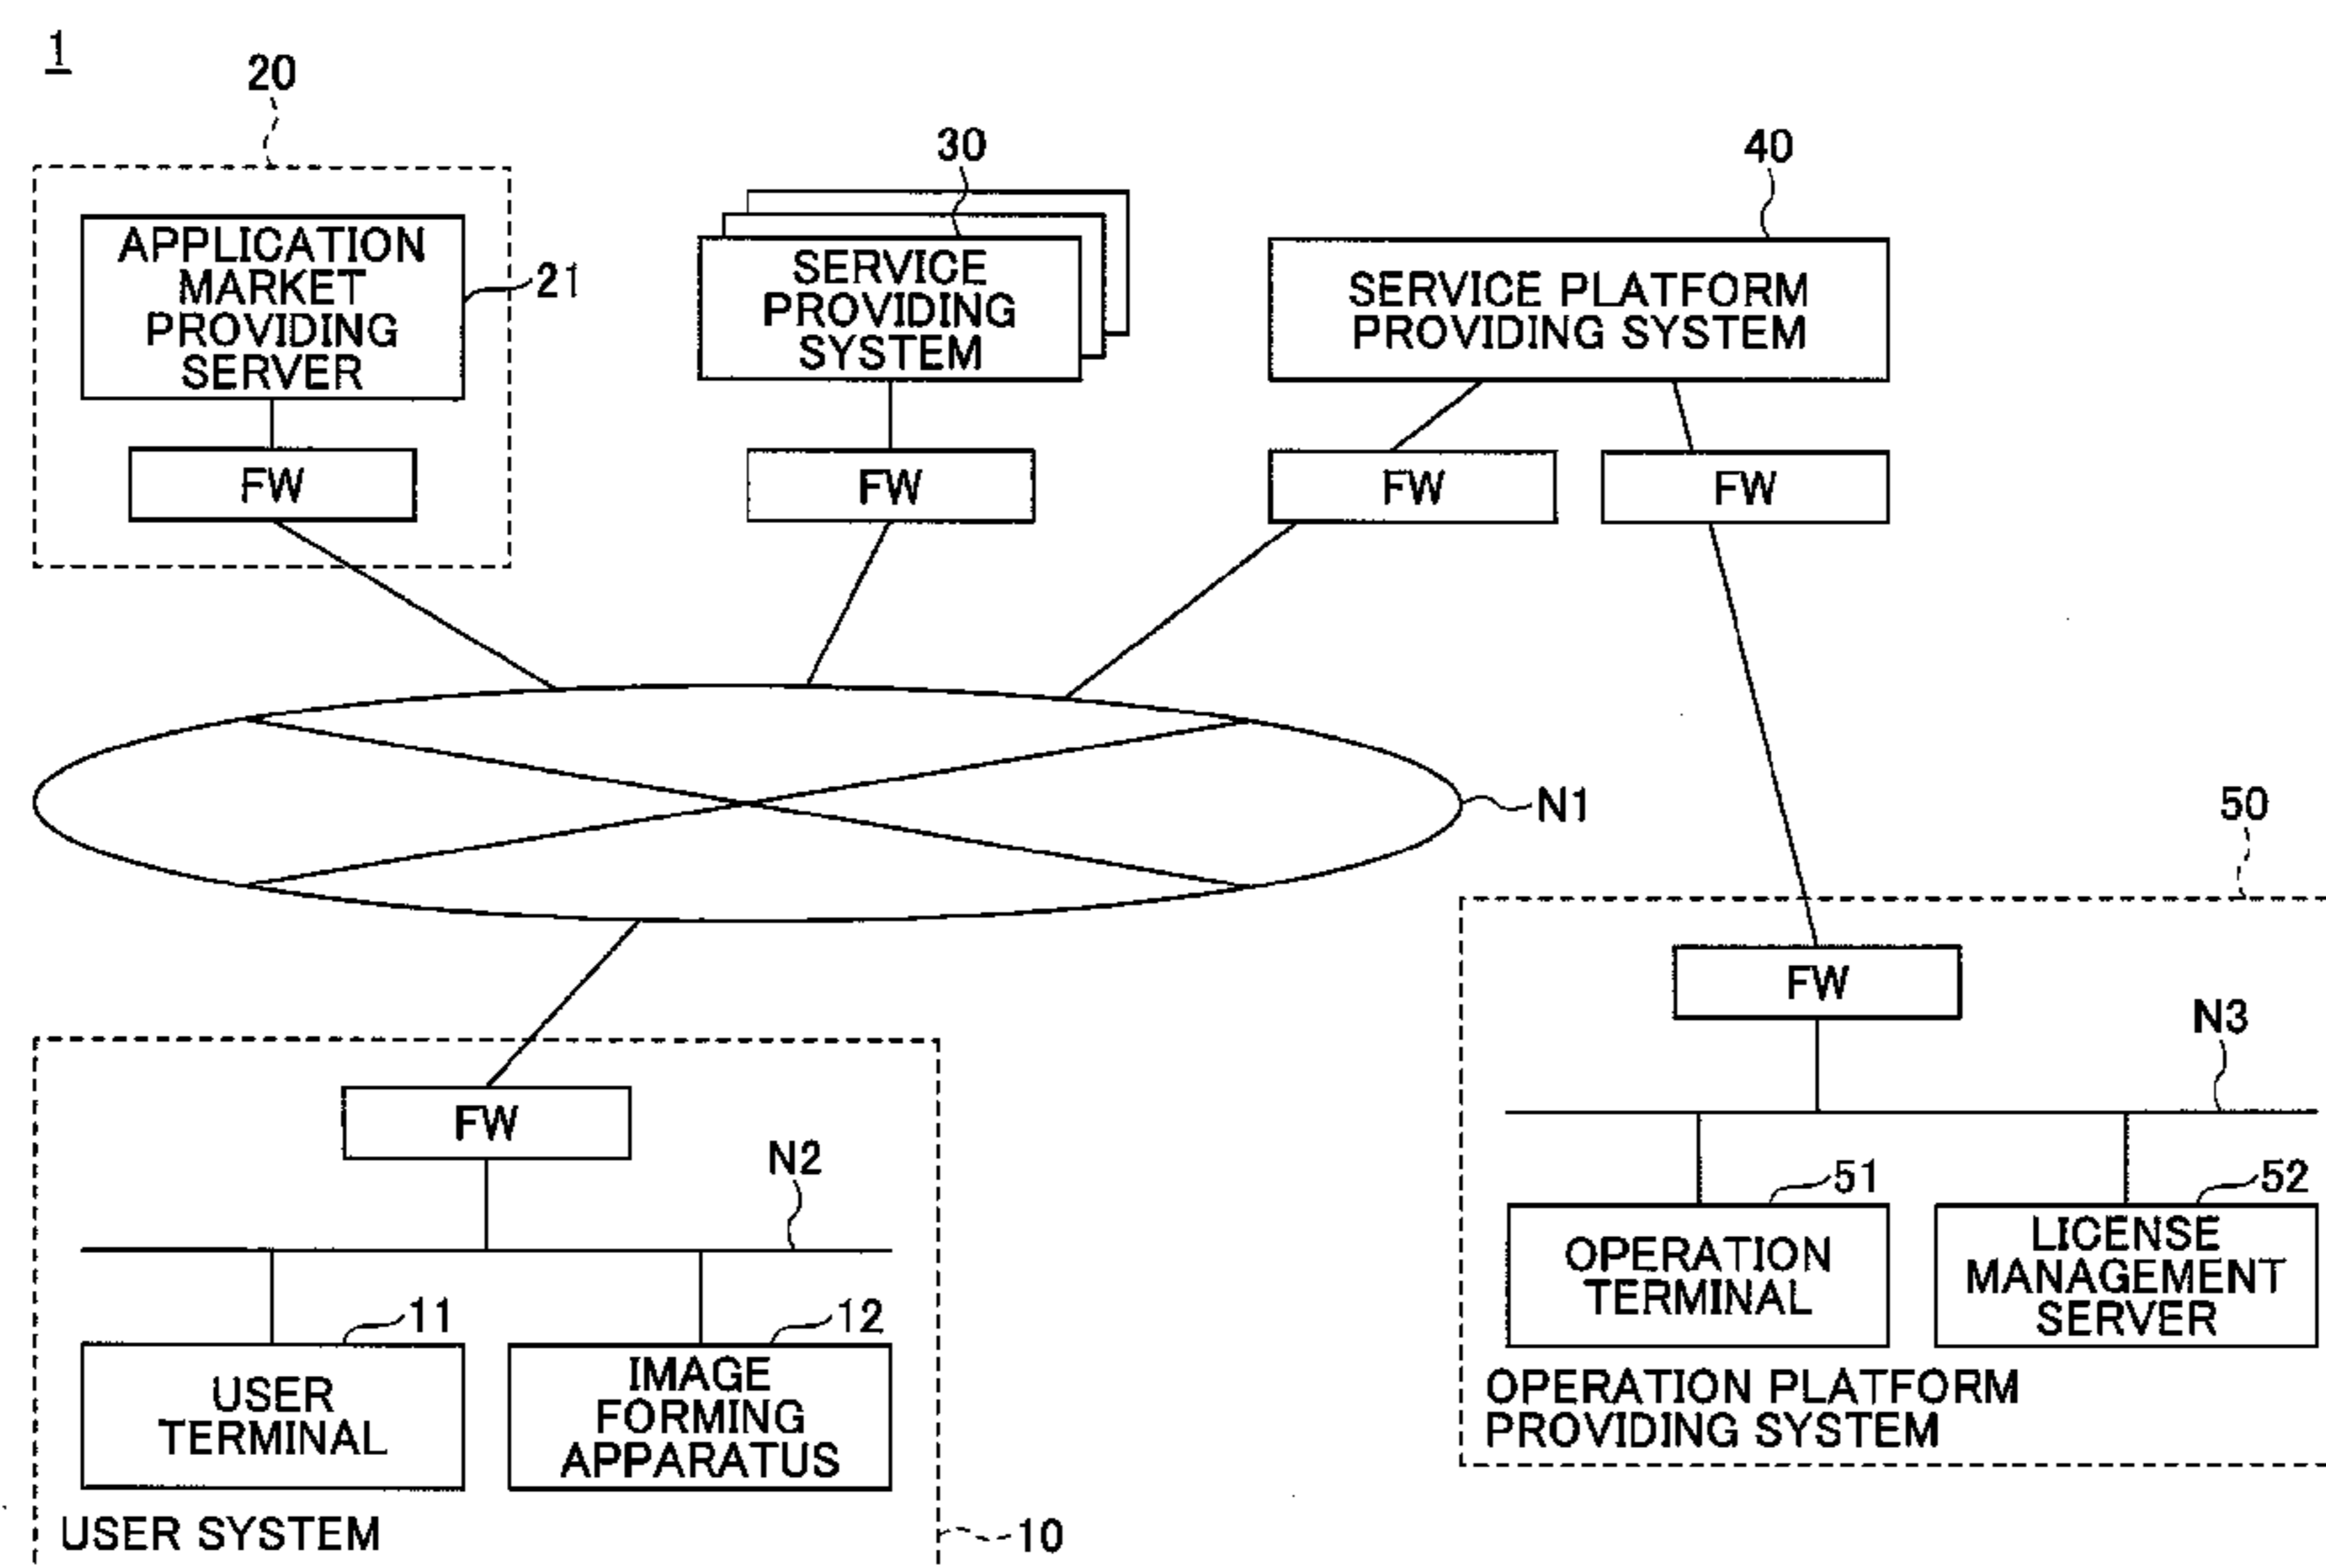 1
20
30
40
APPLICATION
MARKET
PROVIDING
SERVER
21
SERVICE
PROVIDING
SYSTEM
SERVICE PLATFORM
PROVIDING SYSTEM
FW
FW
FW
FW
N1
50
FW
N3
FW
N2
51
52
OPERATION
TERMINAL
LICENSE
MANAGEMENT
SERVER
11
12
USER
TERMINAL
IMAGE
FORMING
APPARATUS
OPERATION PLATFORM
PROVIDING SYSTEM
USER SYSTEM
10